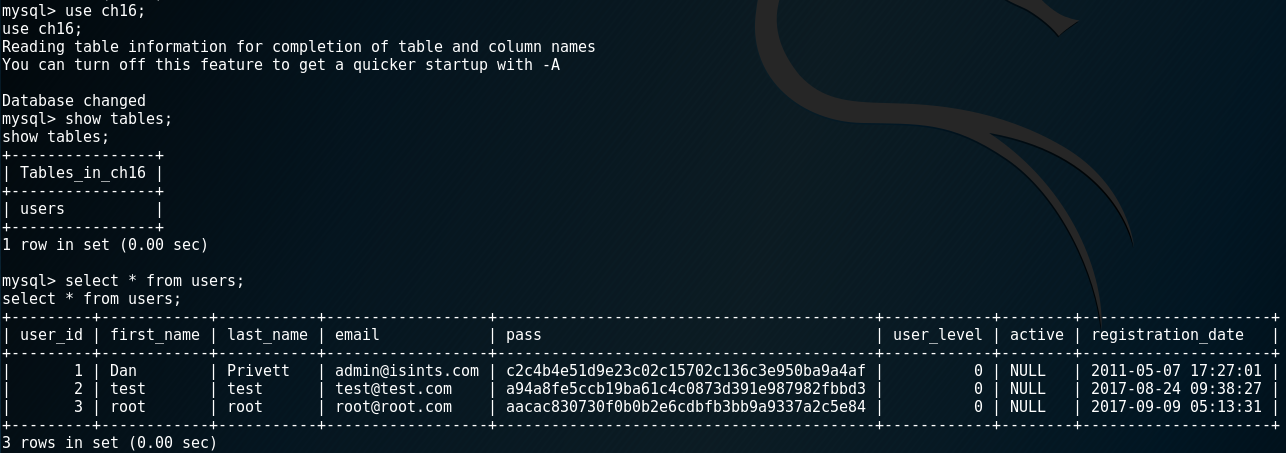 mysql> use ch16;
use ch16;
Reading table information for completion of table and column names
You can turn off this feature to get a quicker startup with -A

Database changed
mysql> show tables;
show tables;
+----------------+
| Tables_in_ch16 |
+----------------+
| users          |
+----------------+
1 row in set (0.00 sec)

mysql> select * from users;
select * from users;
+---------+------------+-----------+------------------+------------------------------------------+------------+--------+---------------------+
| user_id | first_name | last_name | email            | pass                                     | user_level | active | registration_date   |
+---------+------------+-----------+------------------+------------------------------------------+------------+--------+---------------------+
|       1 | Dan        | Privett   | admin@isints.com | c2c4b4e51d9e23c02c15702c136c3e950ba9a4af |          0 | NULL   | 2011-05-07 17:27:01 |
|       2 | test       | test      | test@test.com    | a94a8fe5ccb19ba61c4c0873d391e987982fbbd3 |          0 | NULL   | 2017-08-24 09:38:27 |
|       3 | root       | root      | root@root.com    | aacac830730f0b0b2e6cdbfb3bb9a9337a2c5e84 |          0 | NULL   | 2017-09-09 05:13:31 |
+---------+------------+-----------+------------------+------------------------------------------+------------+--------+---------------------+
3 rows in set (0.00 sec)